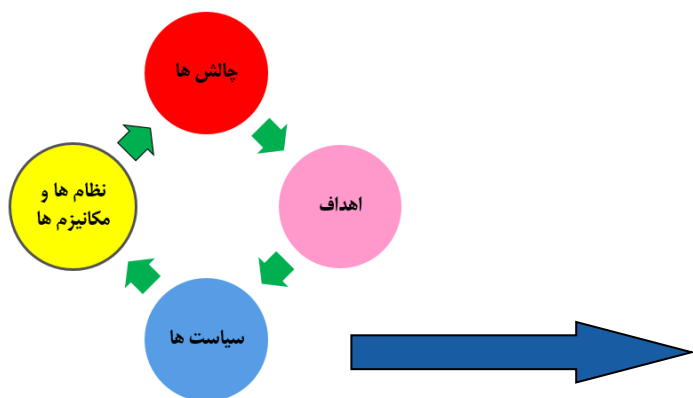 چالش ها
اهداف
سیاست ها
نظام ها و
مکانیزم ها